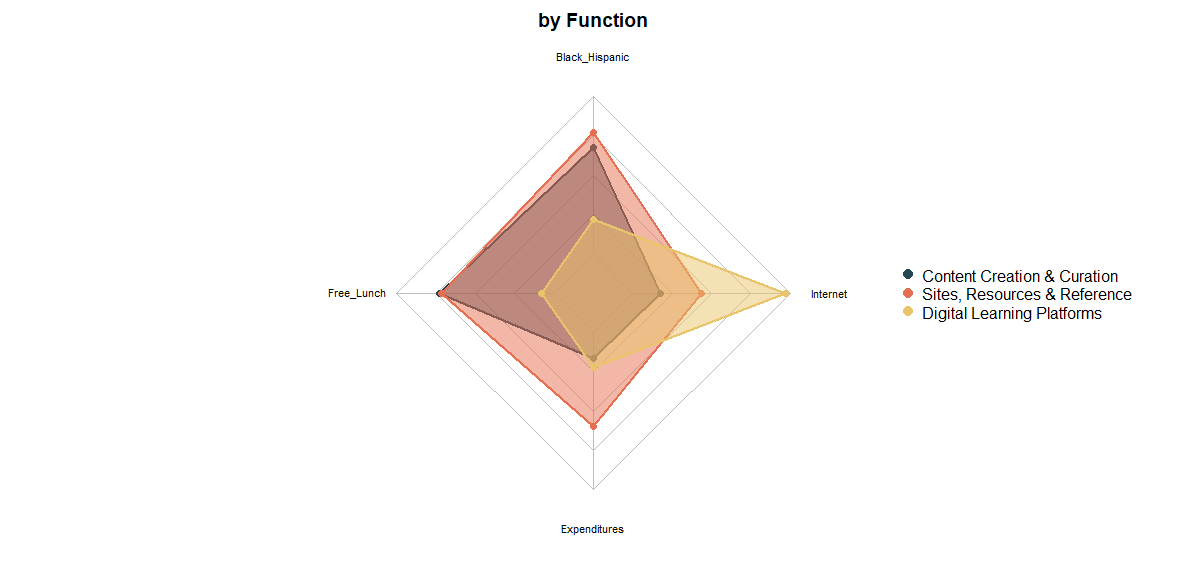 by Function
Black_Hispanic
Free_Lunch
Internet
Expenditures
Content Creation & Curation
Sites, Resources & Reference
Digital Learning Platforms